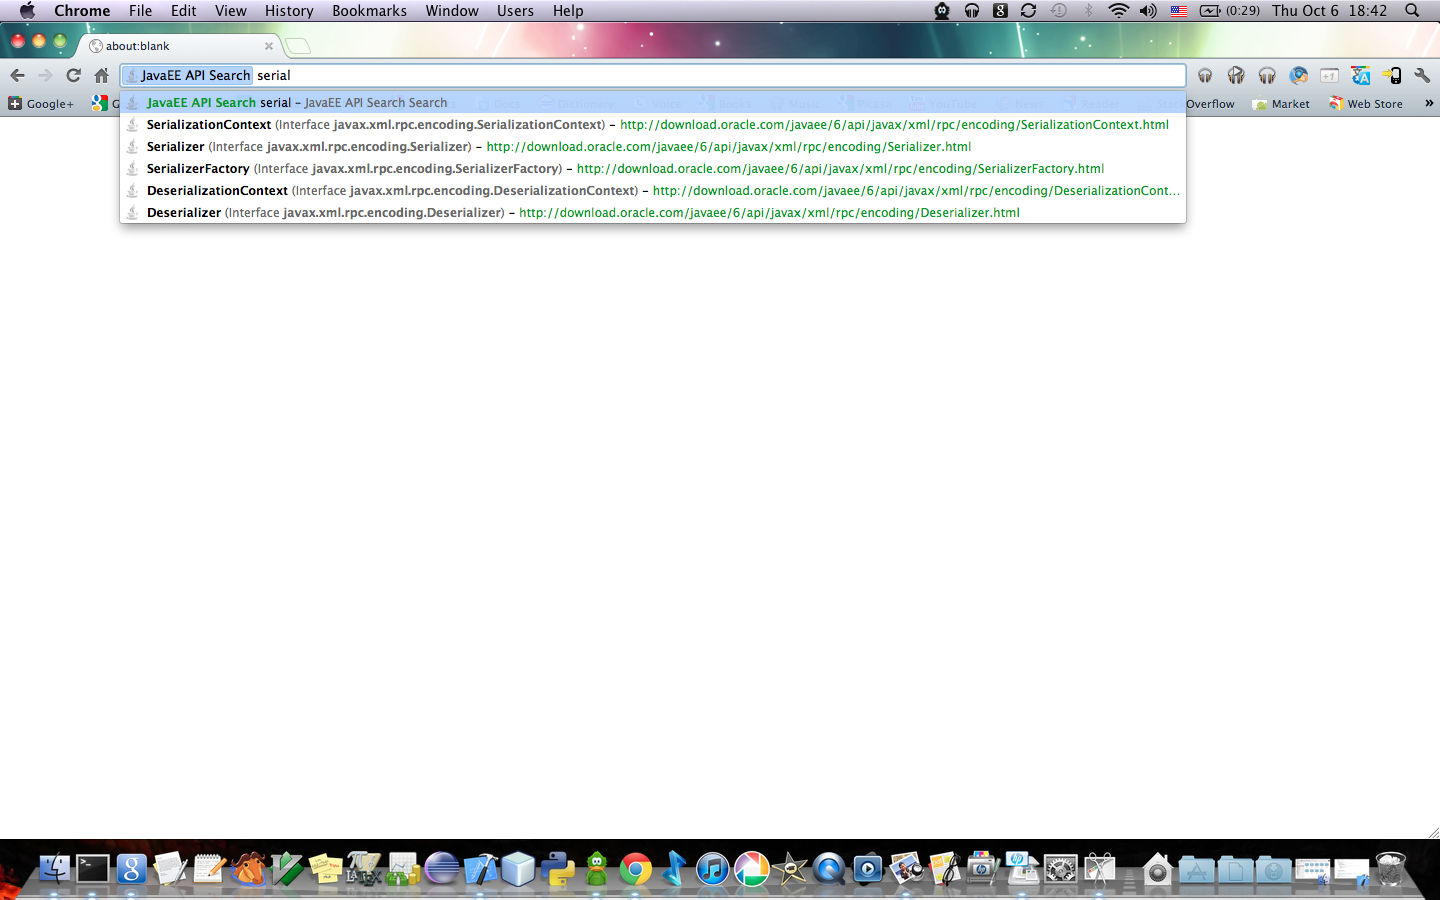 Chrome File Edit View History Bookmarks Window Users Help (0:29) Thu Oct 6 18:42
about:blank
JavaEE API Search serial
+1
Google+ Overflow Market Web Store »
JavaEE API Search serial – JavaEE API Search Search
SerializationContext (Interface javax.xml.rpc.encoding.SerializationContext) – http://download.oracle.com/javaee/6/api/javax/xml/rpc/encoding/SerializationContext.html
Serializer (Interface javax.xml.rpc.encoding.Serializer) – http://download.oracle.com/javaee/6/api/javax/xml/rpc/encoding/Serializer.html
SerializerFactory (Interface javax.xml.rpc.encoding.SerializerFactory) – http://download.oracle.com/javaee/6/api/javax/xml/rpc/encoding/SerializerFactory.html
DeserializationContext (Interface javax.xml.rpc.encoding.DeserializationContext) – http://download.oracle.com/javaee/6/api/javax/xml/rpc/encoding/DeserializationCont...
Deserializer (Interface javax.xml.rpc.encoding.Deserializer) – http://download.oracle.com/javaee/6/api/javax/xml/rpc/encoding/Deserializer.html